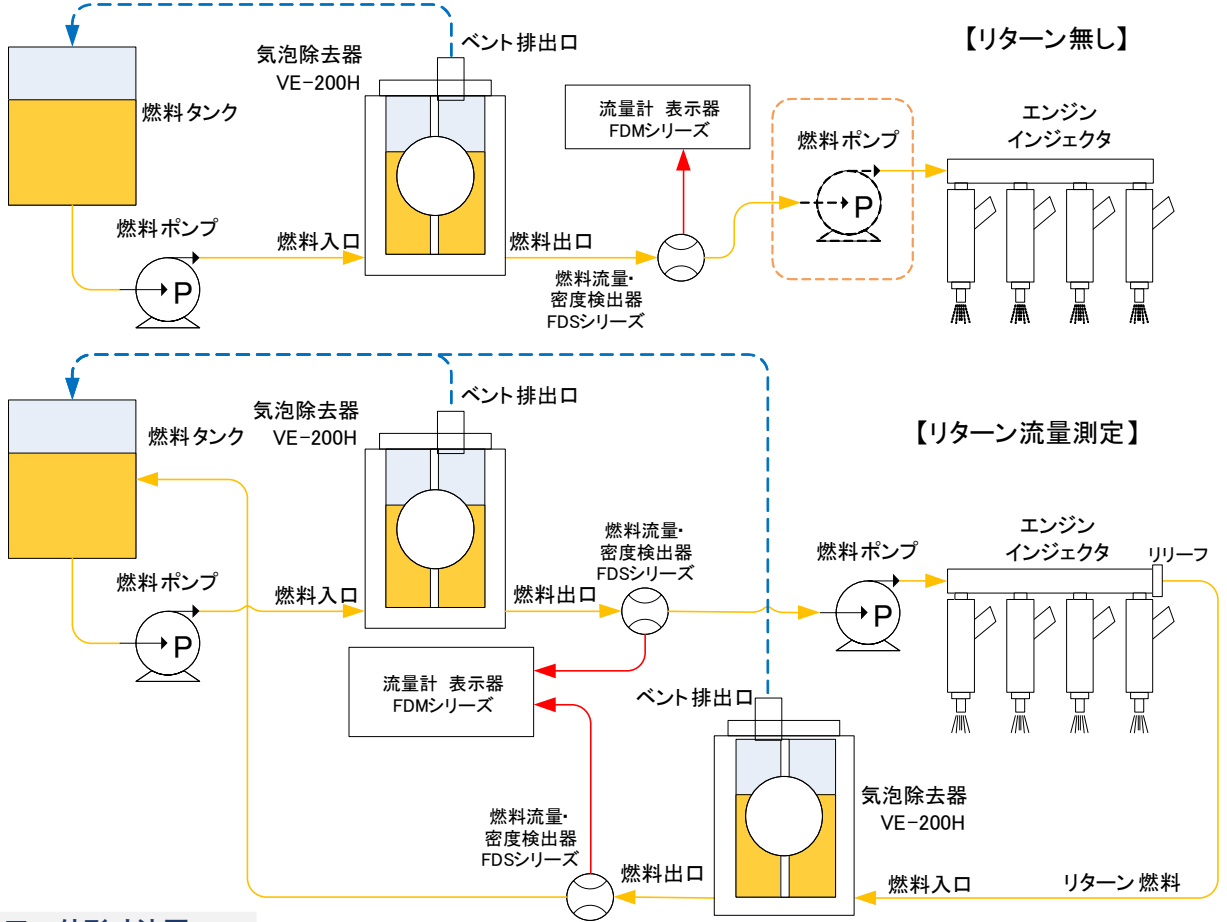 ベント排出口
【リターン無し】
気泡除去器
VE-200H
燃料タンク
流量計 表示器
FDMシリーズ
燃料ポンプ
エンジン
インジェクタ
P
燃料ポンプ
燃料入口
燃料出口
P
燃料流量・
密度検出器
FDSシリーズ
ベント排出口
気泡除去器
VE-200H
燃料タンク
【リターン流量測定】
燃料流量・
密度検出器
FDSシリーズ
燃料ポンプ
エンジン
インジェクタ
リリーフ
燃料ポンプ
燃料入口
燃料出口
P
P
流量計 表示器
FDMシリーズ
ベント排出口
気泡除去器
VE-200H
燃料流量・
密度検出器
FDSシリーズ
燃料出口
燃料入口
リターン燃料